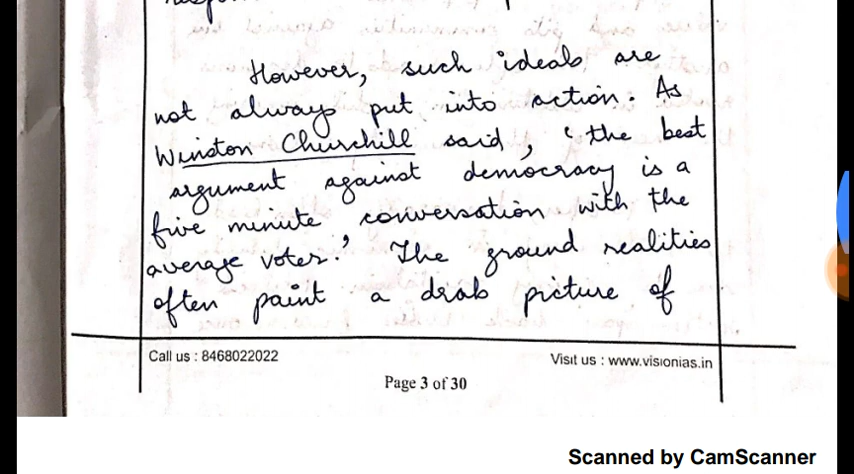 However, such ideals are
not always put into action. As
Winston Churchill said, 'the best
argument against democracy is a
five minute conversation with the
average voter.' The ground realities
often paint a drab picture of
Call us : 8468022022
Visit us : www.visionias.in
Page 3 of 30
Scanned by CamScanner